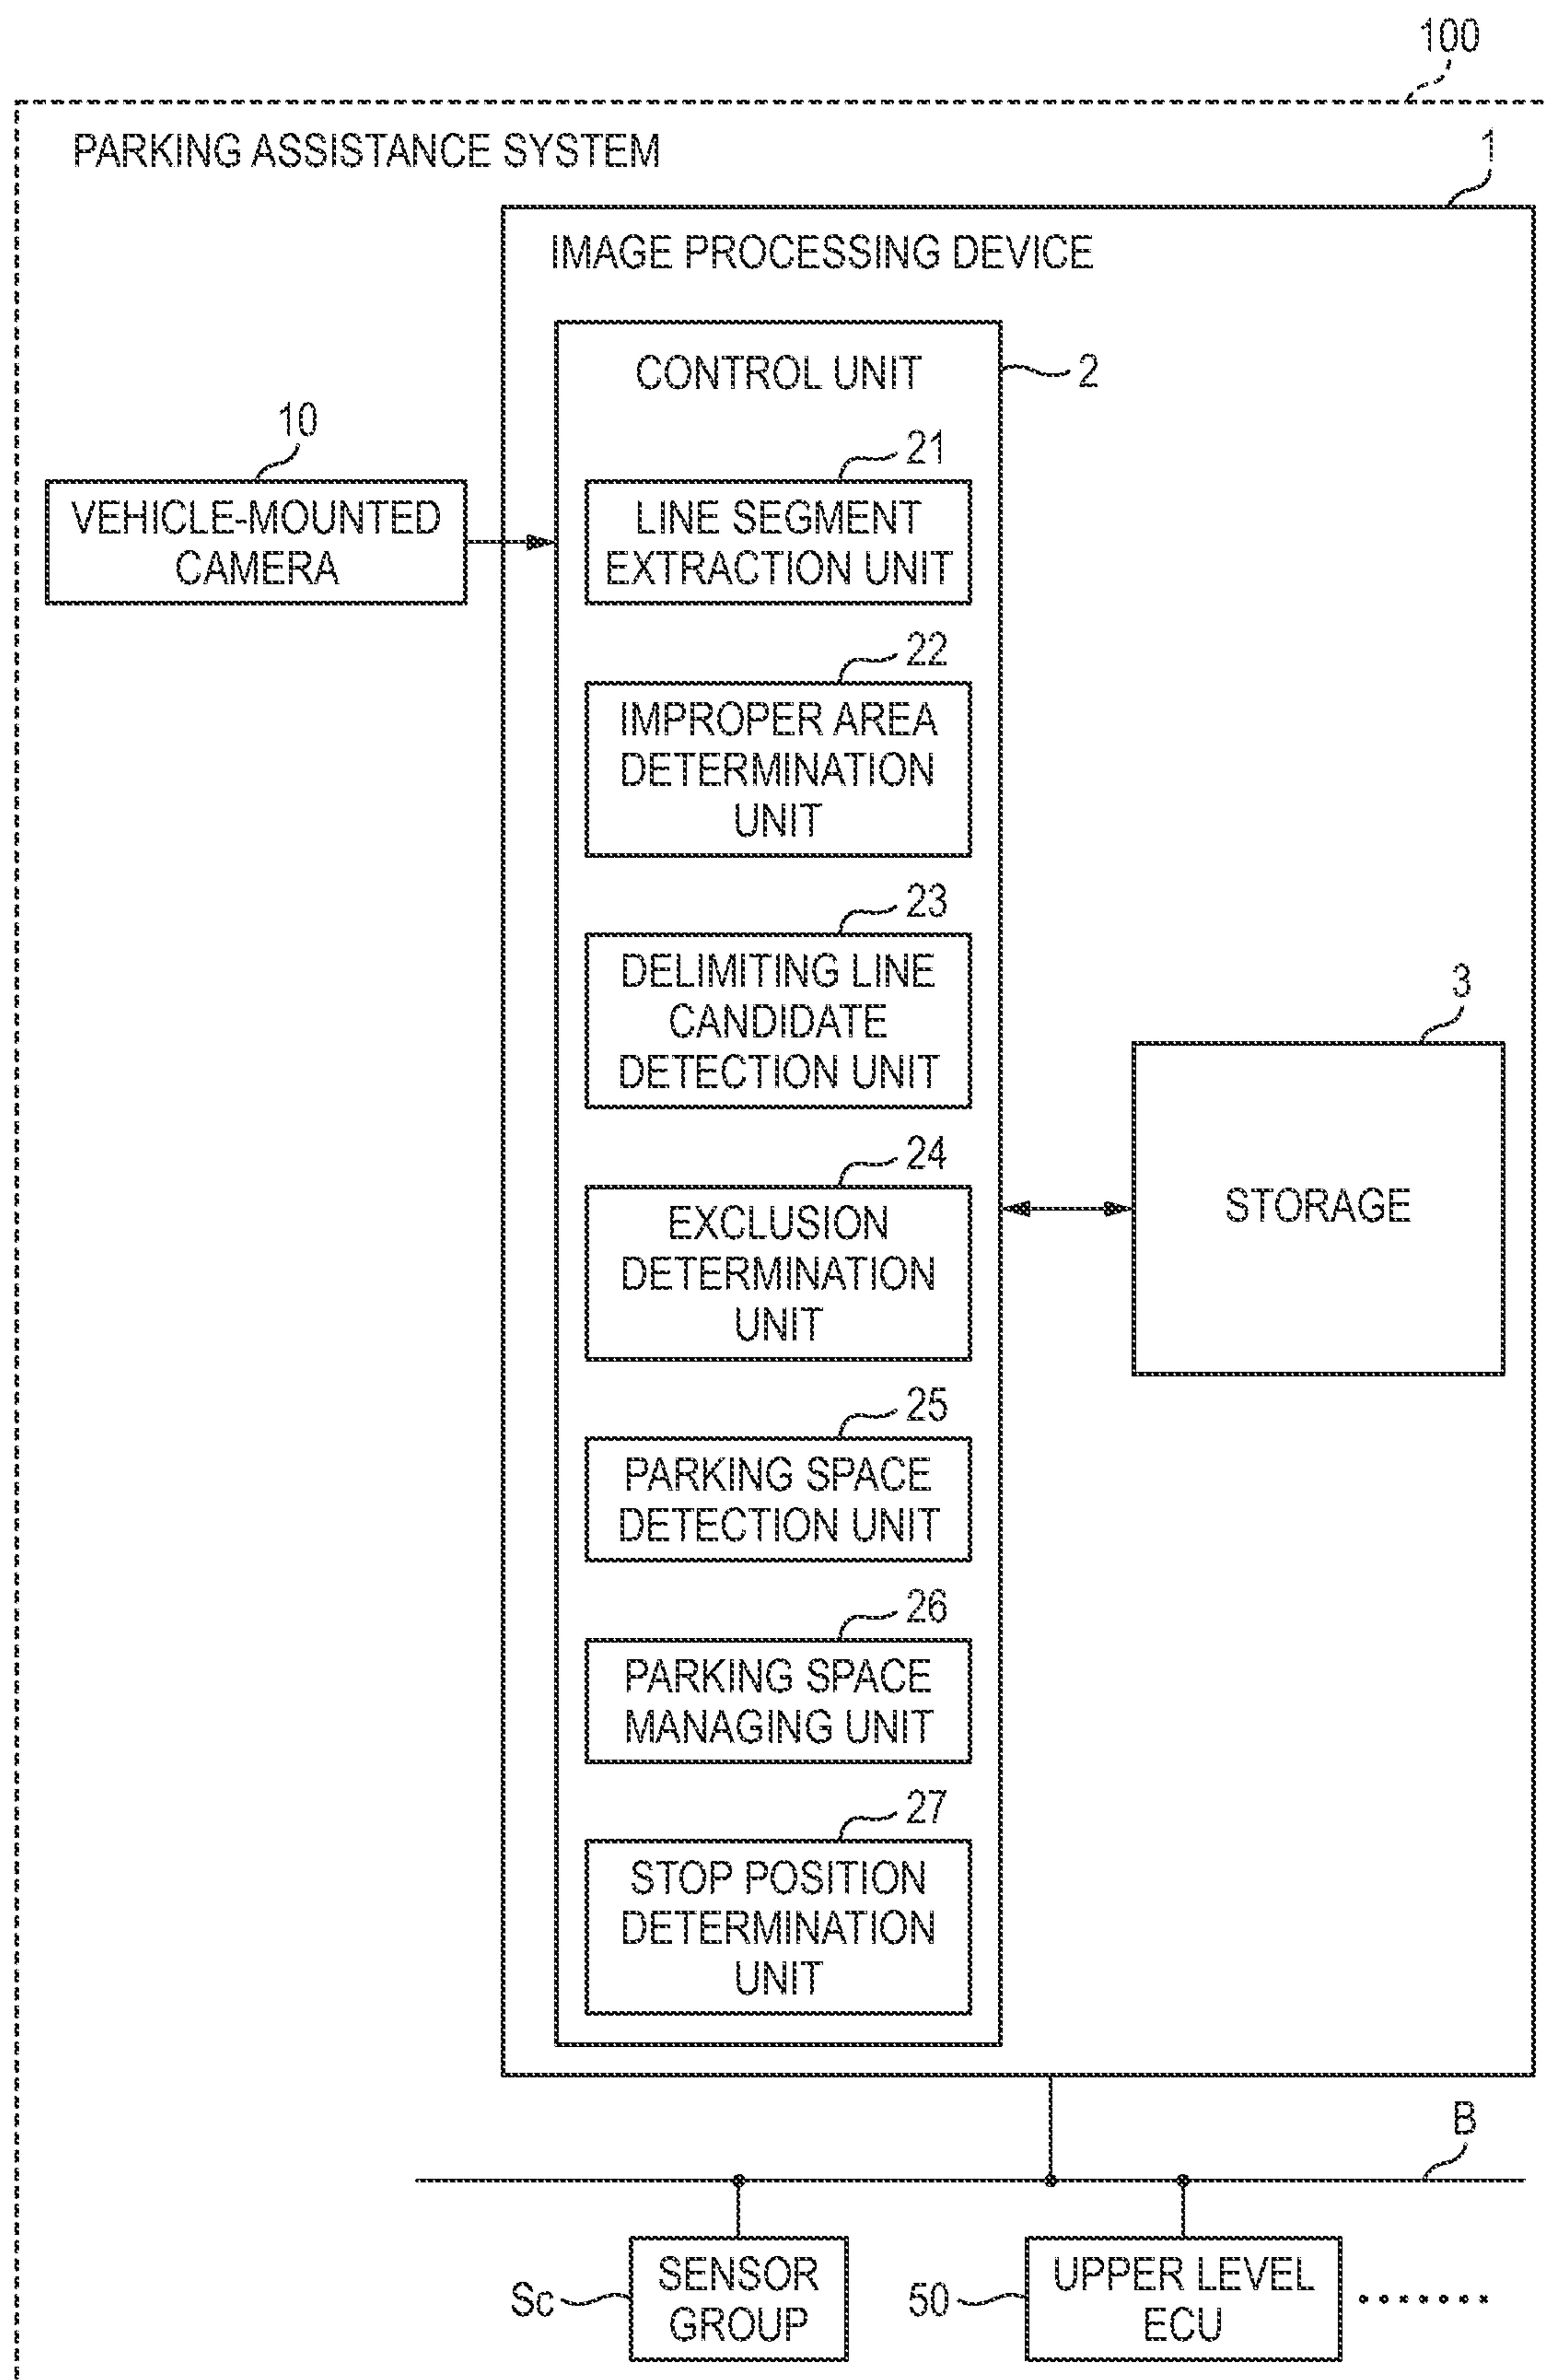 100
PARKING ASSISTANCE SYSTEM
1
IMAGE PROCESSING DEVICE
CONTROL UNIT
2
10
VEHICLE-MOUNTED
CAMERA
21
LINE SEGMENT
EXTRACTION UNIT
22
IMPROPER AREA
DETERMINATION
UNIT
23
DELIMITING LINE
CANDIDATE
DETECTION UNIT
3
STORAGE
24
EXCLUSION
DETERMINATION
UNIT
25
PARKING SPACE
DETECTION UNIT
26
PARKING SPACE
MANAGING UNIT
27
STOP POSITION
DETERMINATION
UNIT
B
Sc
SENSOR
GROUP
50
UPPER LEVEL
ECU
.......